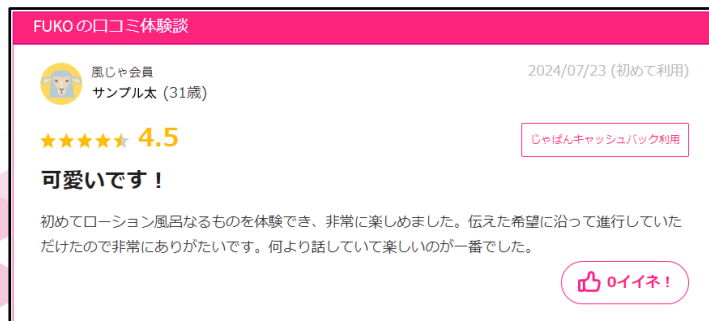 FUKOの口コミ体験談
風じゃ会員
2024/07/23 (初めて利用)
サンプル太 (31歳)
4.5
じゃぱんキャッシュバック利用
可愛いです！
初めてローション風呂なるものを体験でき、非常に楽しめました。伝えた希望に沿って進行していた
だけたので非常にありがたいです。何より話していて楽しいのが一番でした。
0イイネ！